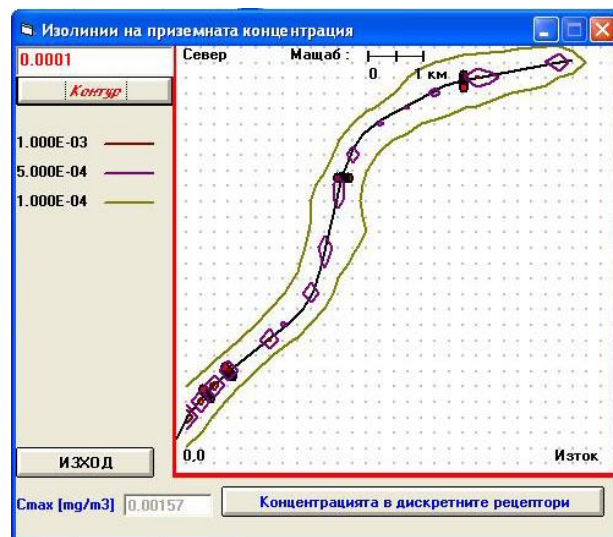 Изолинии на приземната концентрация
0.0001
Контур
1.000E-03
5.000E-04
1.000E-04
Север
Мащаб :
0 1 км
0,0
Изток
ИЗХОД
Cmax [mg/m3] 0.00157
Концентрацията в дискретните рецептори